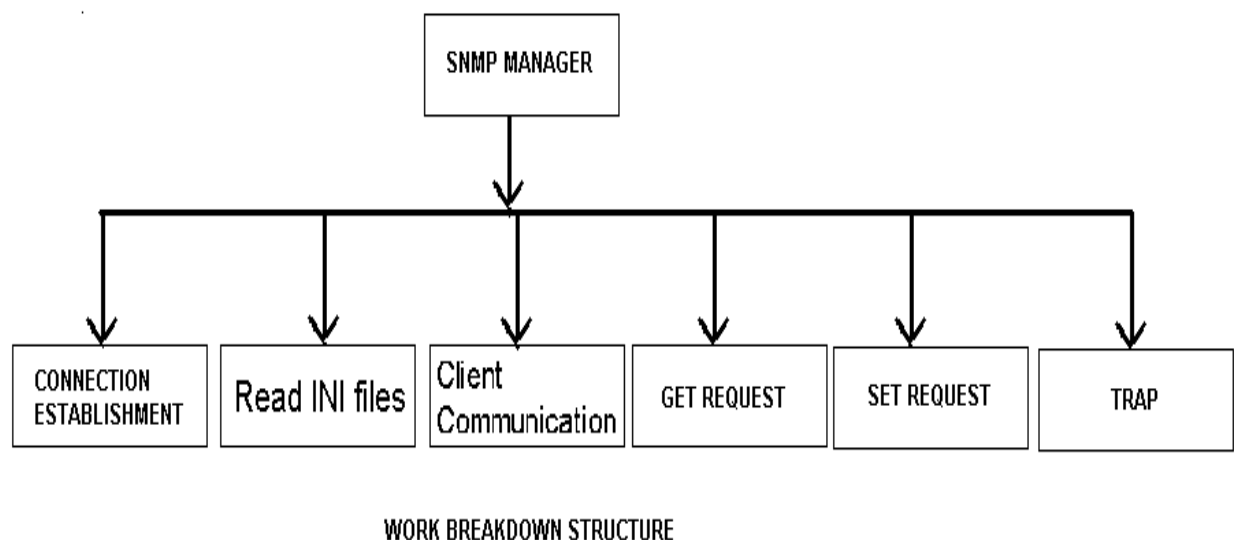 SNMP MANAGER
CONNECTION
ESTABLISHMENT
Read INI files
Client
Communication
GET REQUEST
SET REQUEST
TRAP
WORK BREAKDOWN STRUCTURE